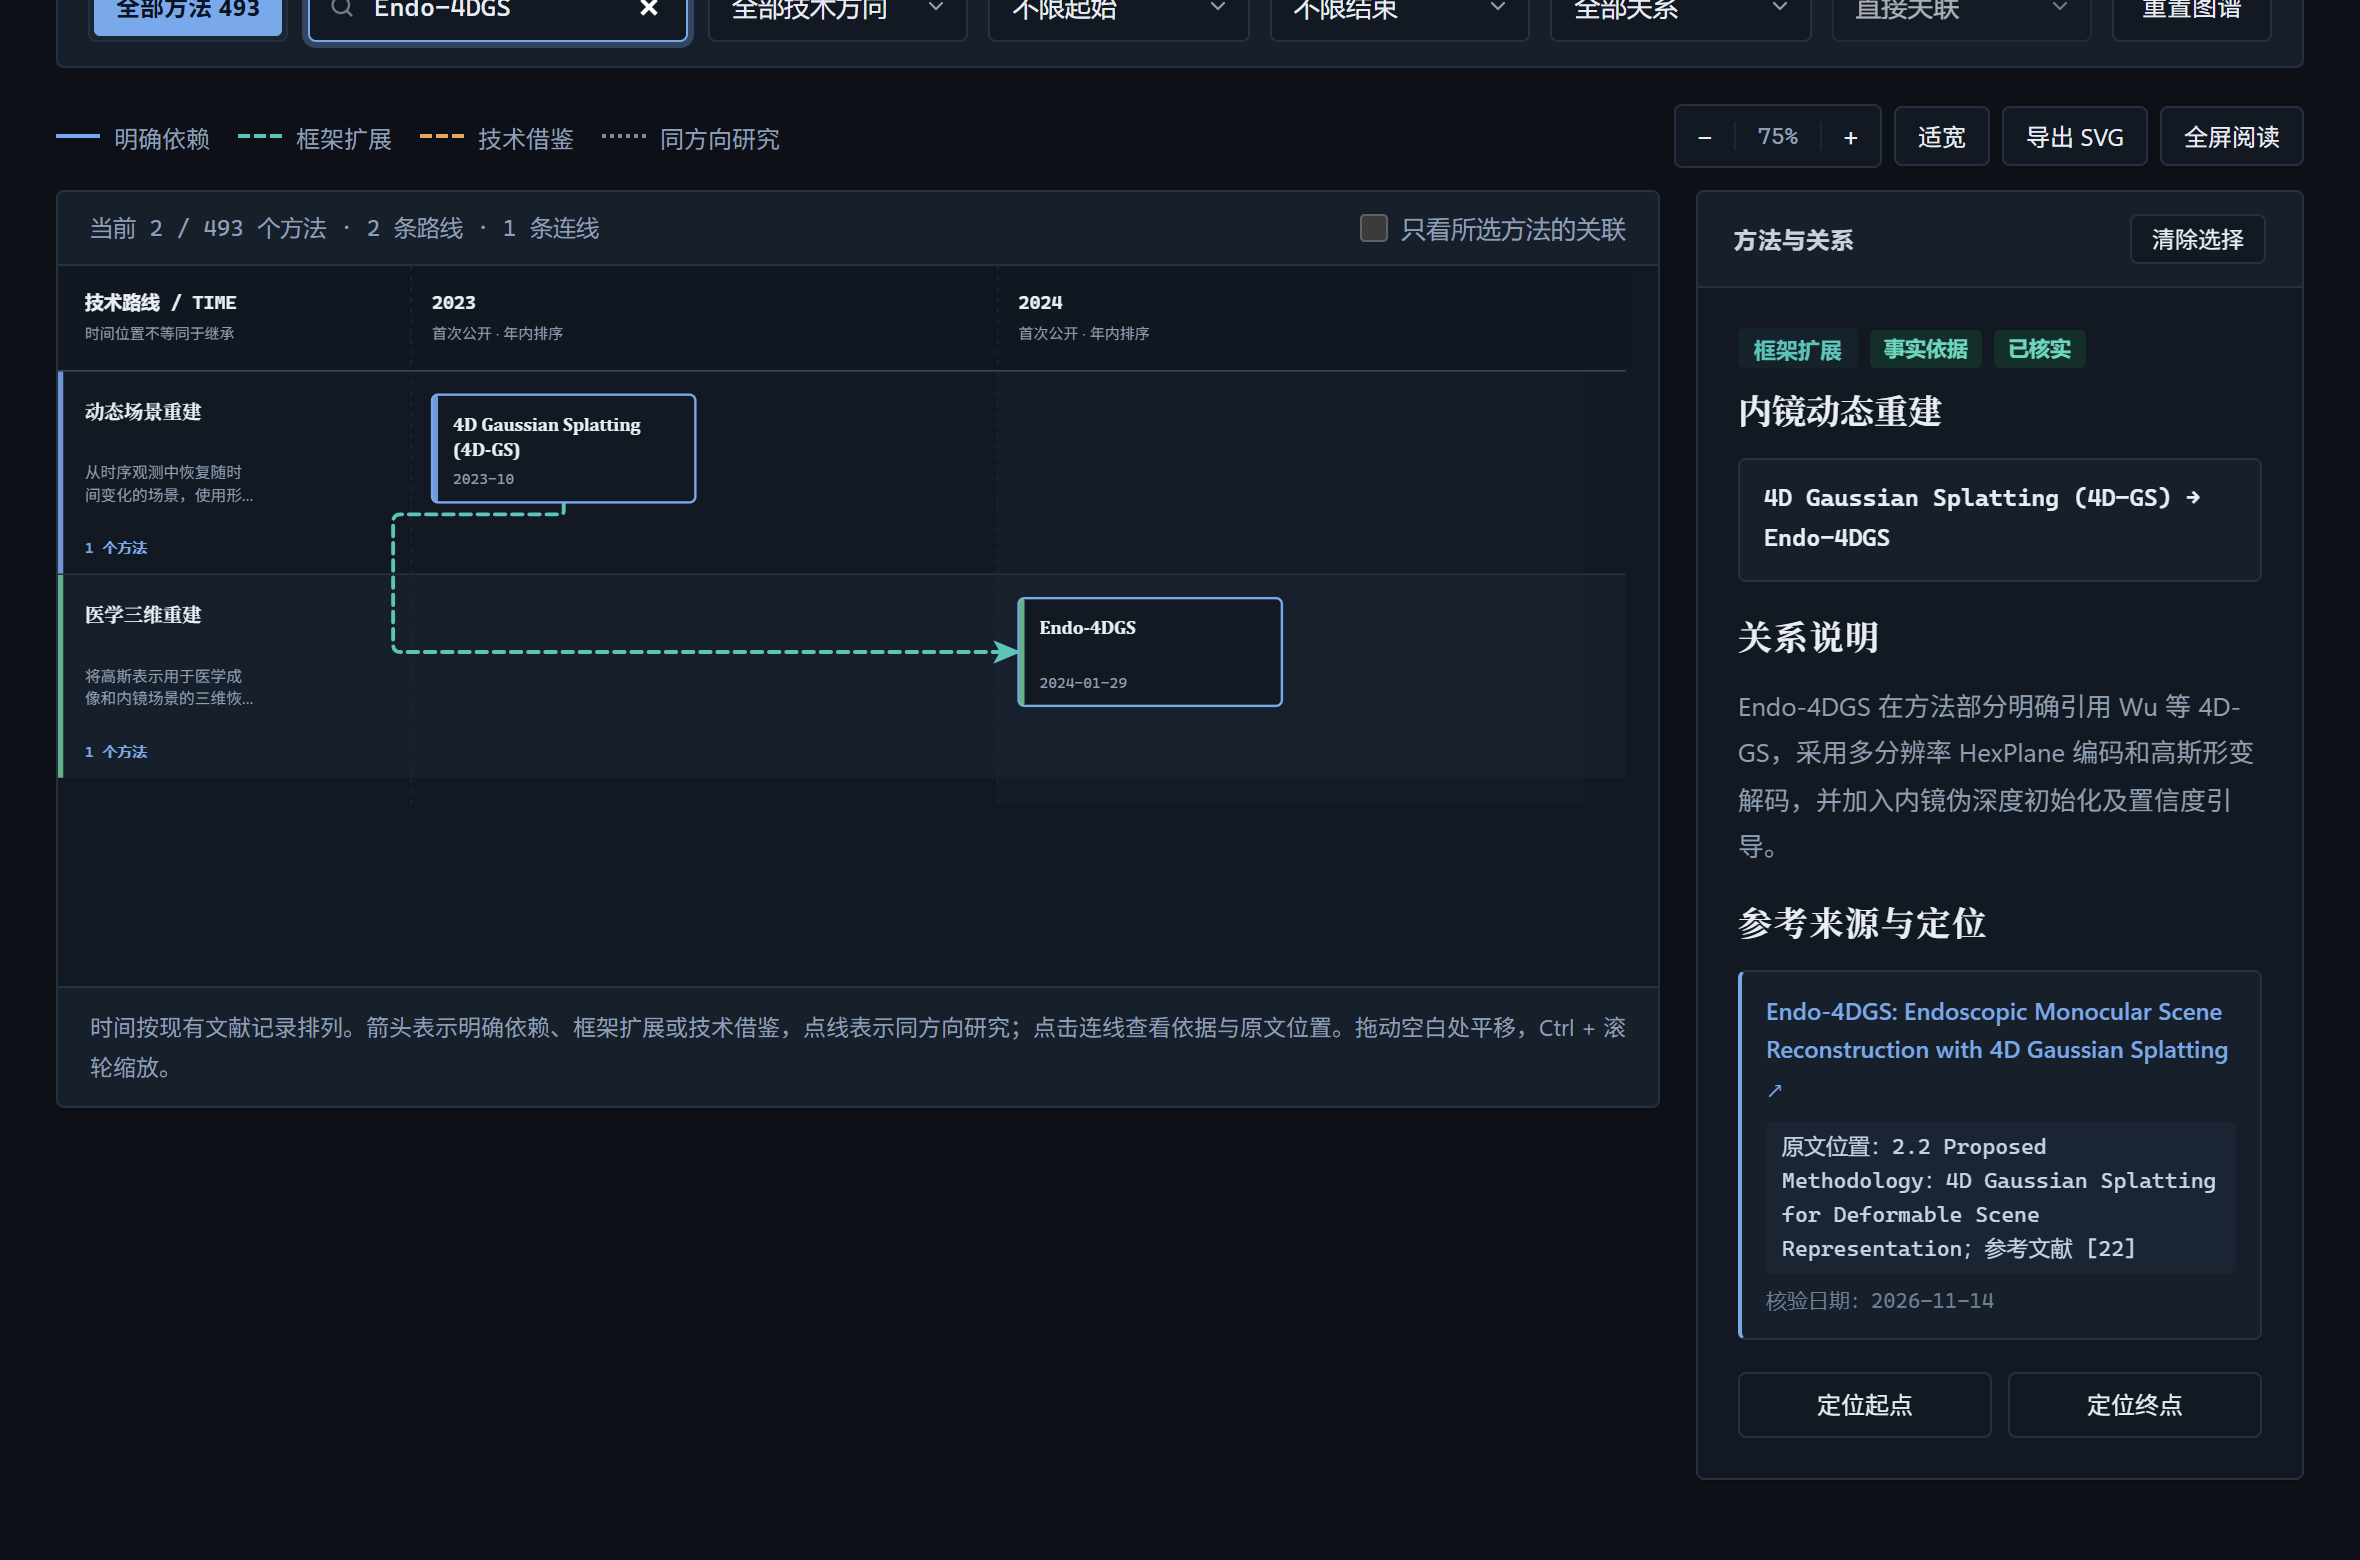 全部方法 493
Endo-4DGS
全部技术方向
不限起始
不限结束
全部关系
直接关联
重置图谱
明确依赖
框架扩展
技术借鉴
同方向研究
− 75% +
适宽
导出 SVG
全屏阅读
当前 2 / 493 个方法 · 2 条路线 · 1 条连线
只看所选方法的关联
技术路线 / TIME
时间位置不等同于继承
2023
首次公开 · 年内排序
2024
首次公开 · 年内排序
动态场景重建
从时序观测中恢复随时
间变化的场景，使用形...
1 个方法
4D Gaussian Splatting
(4D-GS)
2023-10
医学三维重建
将高斯表示用于医学成
像和内镜场景的三维恢...
1 个方法
Endo-4DGS
2024-01-29
时间按现有文献记录排列。箭头表示明确依赖、框架扩展或技术借鉴，点线表示同方向研究；点击连线查看依据与原文位置。拖动空白处平移，Ctrl + 滚
轮缩放。
方法与关系
清除选择
框架扩展
事实依据
已核实
内镜动态重建
4D Gaussian Splatting (4D-GS) →
Endo-4DGS
关系说明
Endo-4DGS 在方法部分明确引用 Wu 等 4D-
GS，采用多分辨率 HexPlane 编码和高斯形变
解码，并加入内镜伪深度初始化及置信度引
导。
参考来源与定位
Endo-4DGS: Endoscopic Monocular Scene
Reconstruction with 4D Gaussian Splatting
↗
原文位置：2.2 Proposed
Methodology：4D Gaussian Splatting
for Deformable Scene
Representation；参考文献 [22]
核验日期：2026-11-14
定位起点
定位终点